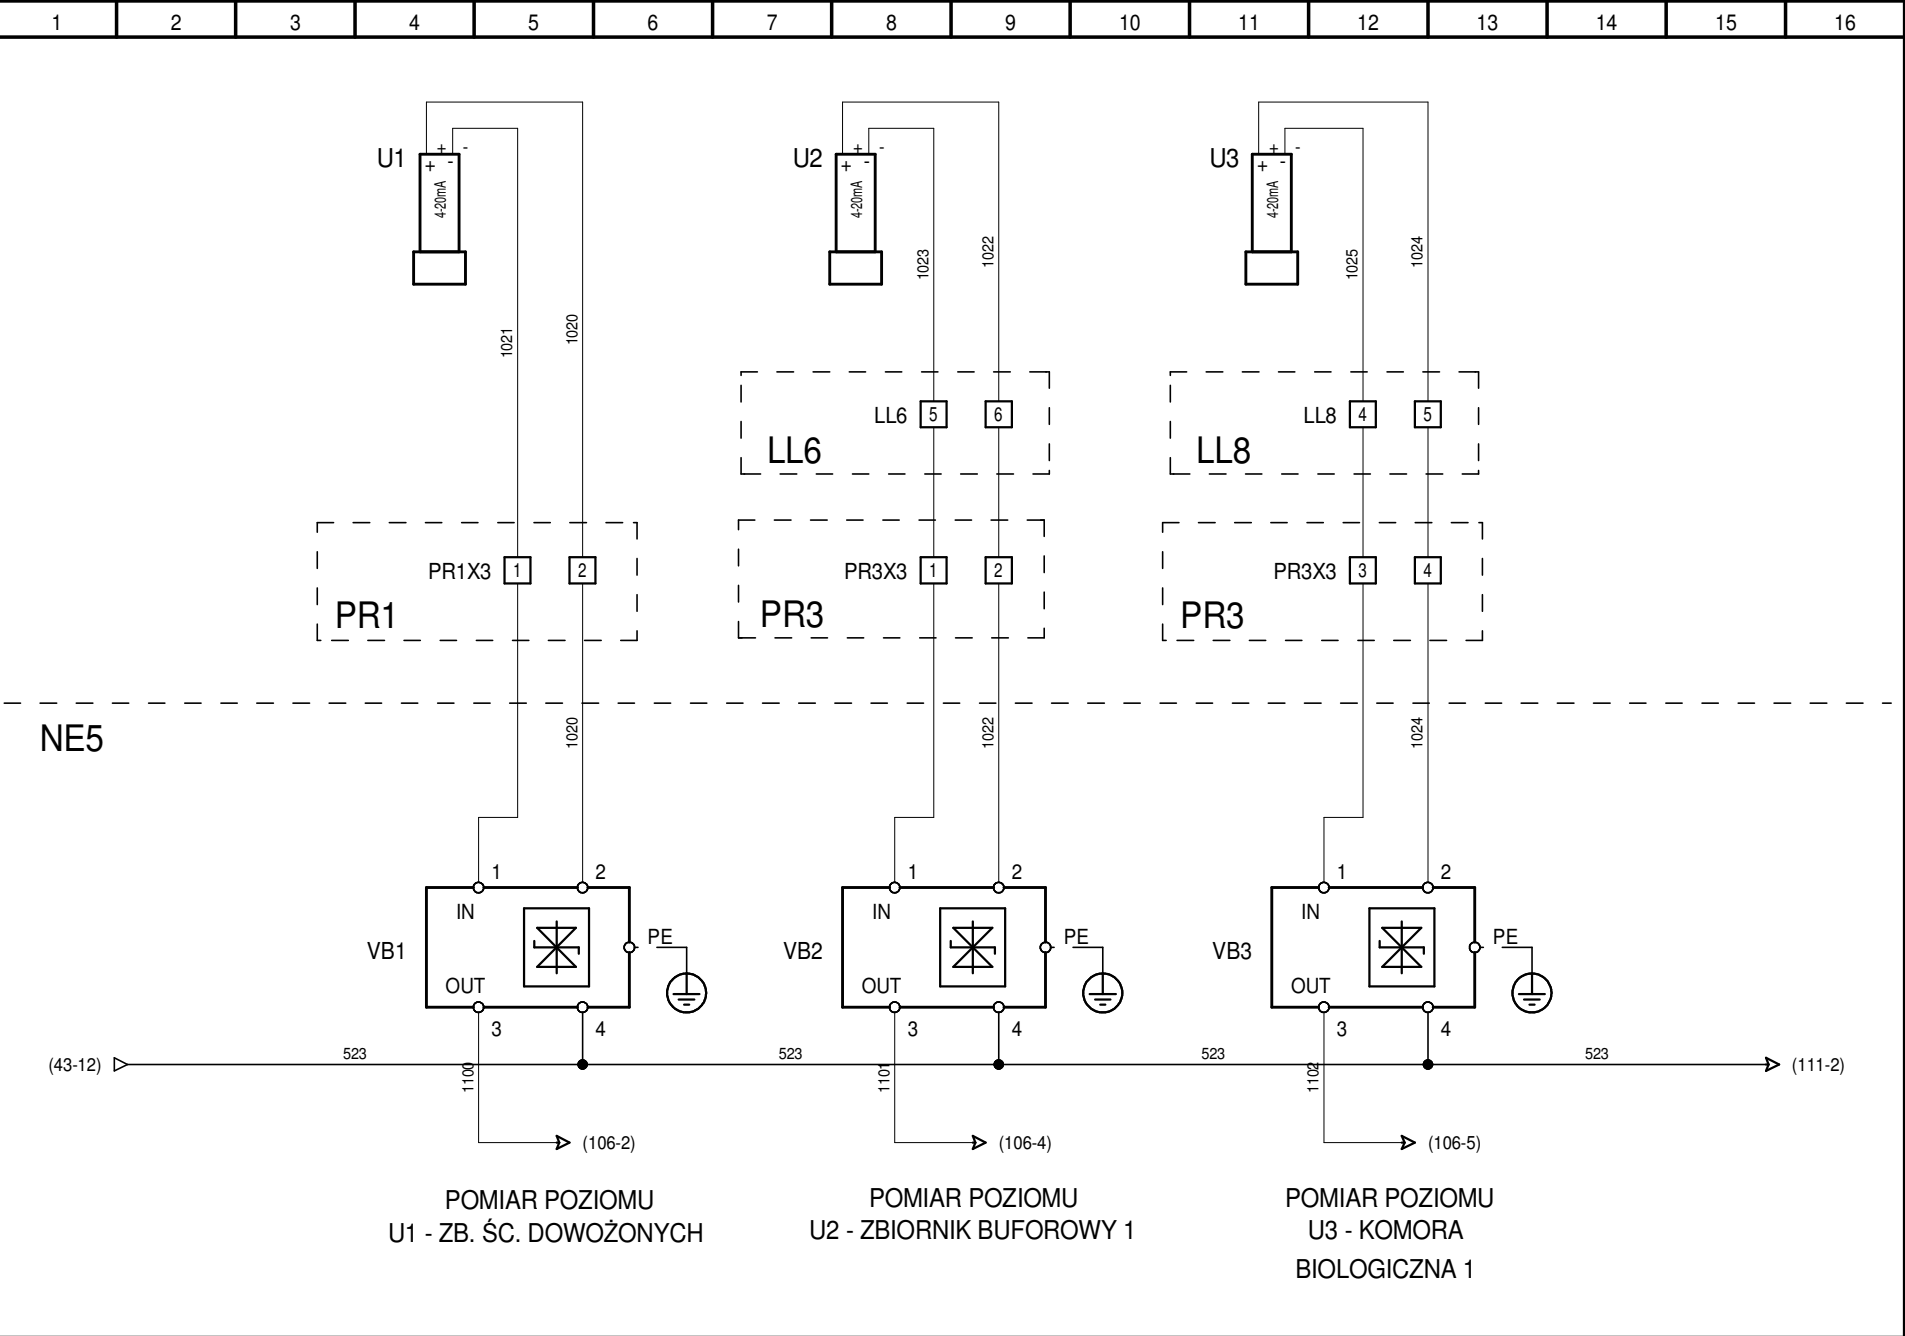 1 2 3 4 5 6 7 8 9 10 11 12 13 14 15 16
U1 + - + - 4-20mA
U2 + - + - 4-20mA
U3 + - + - 4-20mA
1023 1022 1025 1024
1021 1020
LL6 5 6
LL8 4 5
LL6
LL8
PR1X3 1 2
PR3X3 1 2
PR3X3 3 4
PR1
PR3
PR3
NE5
1020 1022 1024
1 2 1 2 1 2
IN IN IN
VB1 PE
VB2 PE
VB3 PE
OUT OUT OUT
3 4 3 4 3 4
(43-12) 523 523 523 523 (111-2)
1100 1101 1102
(106-2) (106-4) (106-5)
POMIAR POZIOMU
U1 - ZB. ŚC. DOWOŻONYCH
POMIAR POZIOMU
U2 - ZBIORNIK BUFOROWY 1
POMIAR POZIOMU
U3 - KOMORA
BIOLOGICZNA 1